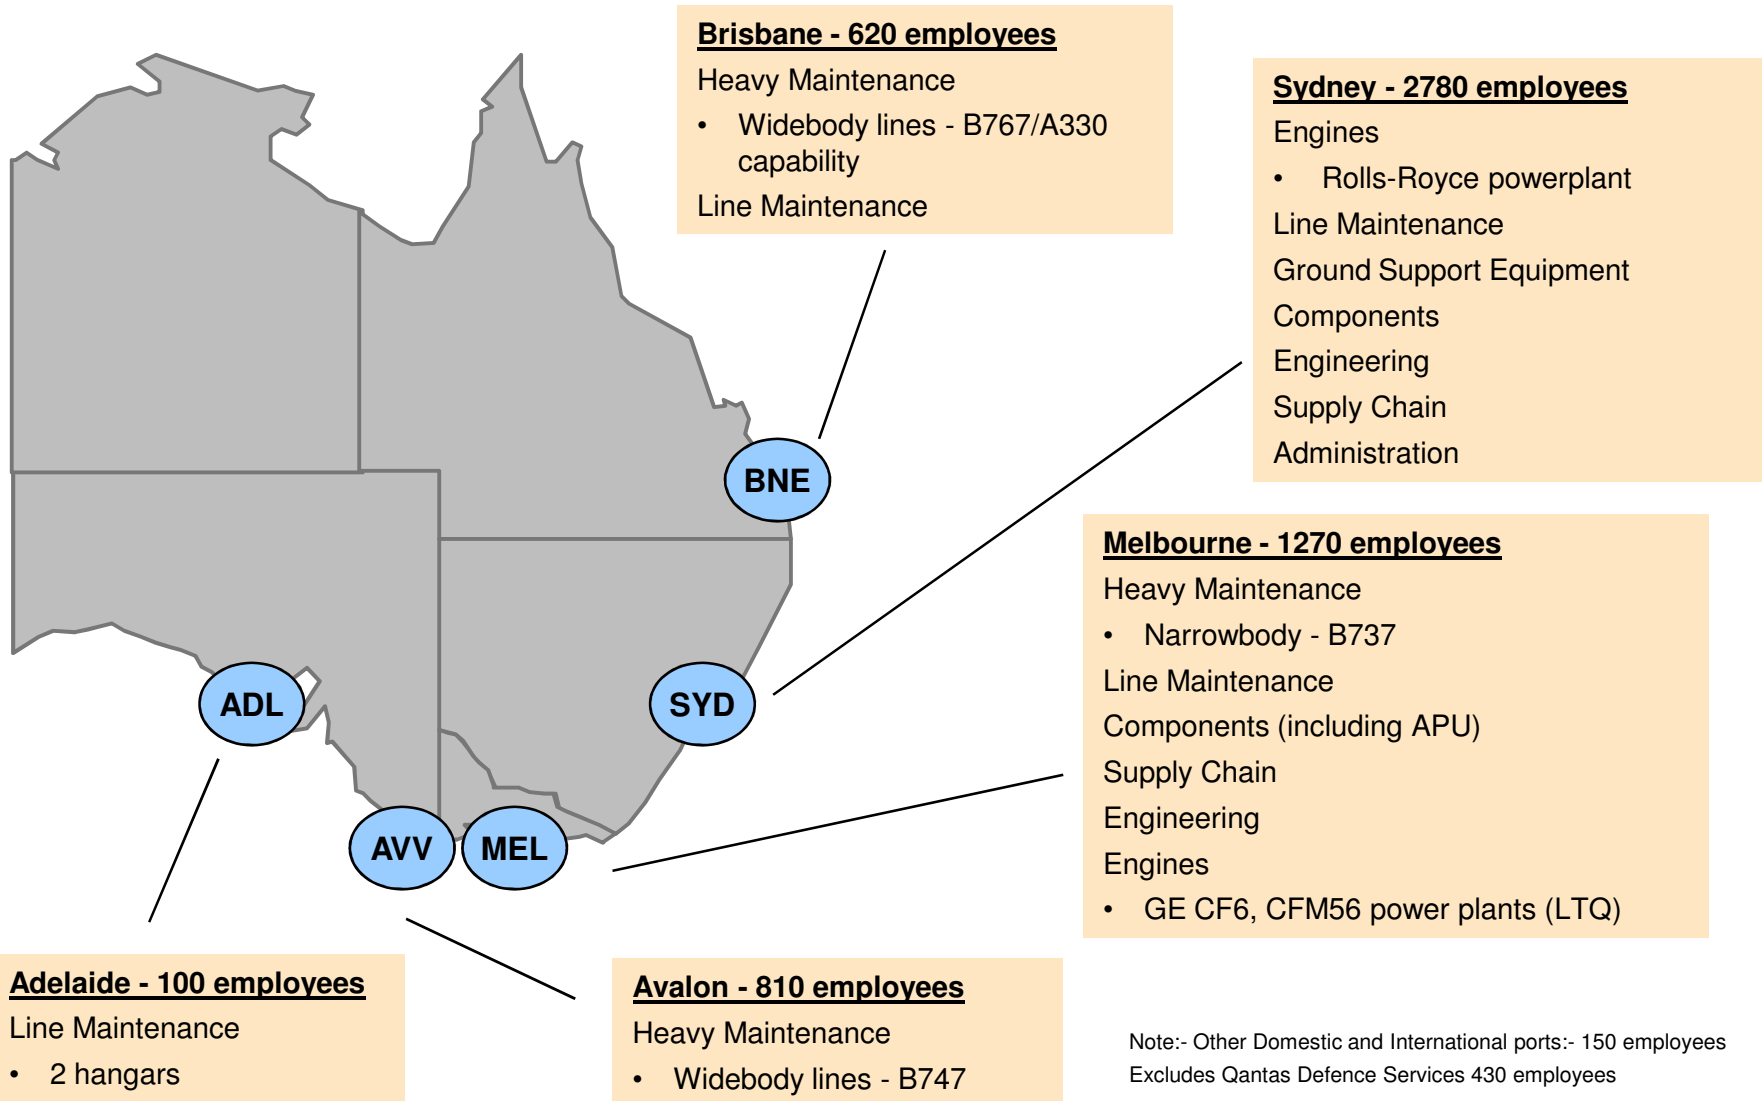 Brisbane - 620 employees
Heavy Maintenance
• Widebody lines - B767/A330
capability
Line Maintenance
Sydney - 2780 employees
Engines
• Rolls-Royce powerplant
Line Maintenance
Ground Support Equipment
Components
Engineering
Supply Chain
Administration
BNE
Melbourne - 1270 employees
Heavy Maintenance
• Narrowbody - B737
Line Maintenance
Components (including APU)
Supply Chain
Engineering
Engines
• GE CF6, CFM56 power plants (LTQ)
ADL
SYD
AVV
MEL
Adelaide - 100 employees
Line Maintenance
• 2 hangars
Avalon - 810 employees
Heavy Maintenance
• Widebody lines - B747
Note:- Other Domestic and International ports:- 150 employees
Excludes Qantas Defence Services 430 employees